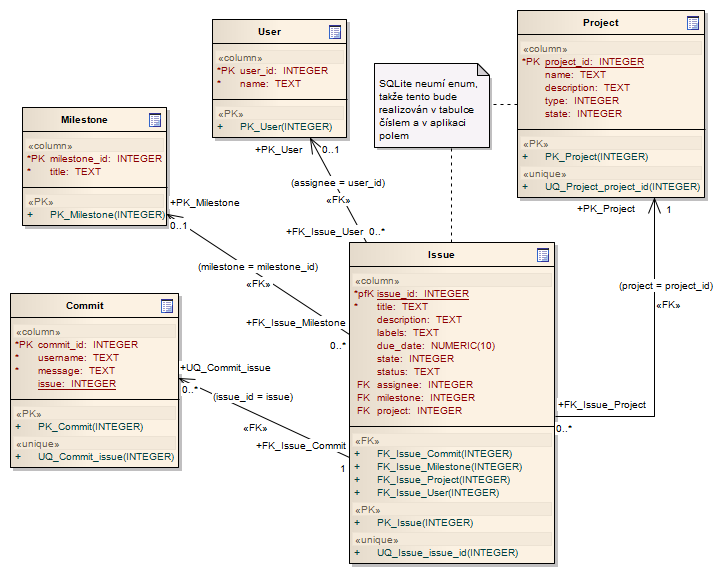 User
«column»
*PK user_id: INTEGER
* name: TEXT
«PK»
+ PK_User(INTEGER)
Project
«column»
*PK project_id: INTEGER
name: TEXT
description: TEXT
type: INTEGER
state: INTEGER
«PK»
+ PK_Project(INTEGER)
«unique»
+ UQ_Project_project_id(INTEGER)
SQLite neumí enum,
takže tento bude
realizován v tabulce
číslem a v aplikaci
polem
Milestone
«column»
*PK milestone_id: INTEGER
* title: TEXT
«PK»
+ PK_Milestone(INTEGER)
+PK_User
0..1
(assignee = user_id)
«FK»
+FK_Issue_User 0..*
+PK_Milestone
0..1
(milestone = milestone_id)
«FK»
+FK_Issue_Milestone
0..*
+PK_Project
1
(project = project_id)
«FK»
+FK_Issue_Project
0..*
Commit
«column»
*PK commit_id: INTEGER
* username: TEXT
* message: TEXT
issue: INTEGER
«PK»
+ PK_Commit(INTEGER)
«unique»
+ UQ_Commit_issue(INTEGER)
+UQ_Commit_issue
0..*
(issue_id = issue)
«FK»
+FK_Issue_Commit
1
Issue
«column»
*pfK issue_id: INTEGER
* title: TEXT
description: TEXT
labels: TEXT
due_date: NUMERIC(10)
state: INTEGER
status: TEXT
FK assignee: INTEGER
FK milestone: INTEGER
FK project: INTEGER
«FK»
+ FK_Issue_Commit(INTEGER)
+ FK_Issue_Milestone(INTEGER)
+ FK_Issue_Project(INTEGER)
+ FK_Issue_User(INTEGER)
«PK»
+ PK_Issue(INTEGER)
«unique»
+ UQ_Issue_issue_id(INTEGER)